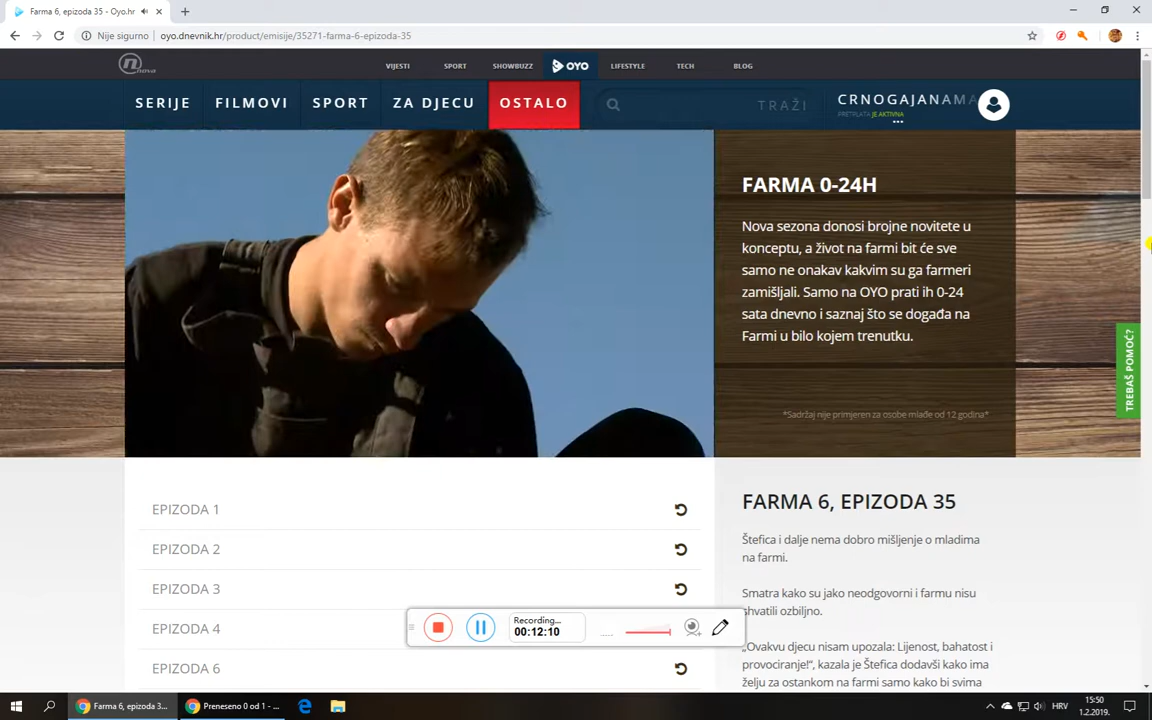 Farma 6, epizoda 35 - Oyo.hr
Nije sigurno
oyo.dnevnik.hr/product/emisije/35271-farma-6-epizoda-35
nova
VIJESTI
SPORT
SHOWBUZZ
OYO
LIFESTYLE
TECH
BLOG
SERIJE
FILMOVI
SPORT
ZA DJECU
OSTALO
TRAŽI
CRNOGAJANAMA
PRETPLATA JE AKTIVNA
FARMA 0-24H
Nova sezona donosi brojne novitete u
konceptu, a život na farmi bit će sve
samo ne onakav kakvim su ga farmeri
zamišljali. Samo na OYO prati ih 0-24
sata dnevno i saznaj što se događa na
Farmi u bilo kojem trenutku.
*Sadržaj nije primjeren za osobe mlađe od 12 godina*
TREBAŠ POMOĆ?
EPIZODA 1
EPIZODA 2
EPIZODA 3
EPIZODA 4
EPIZODA 6
FARMA 6, EPIZODA 35
Štefica i dalje nema dobro mišljenje o mladima
na farmi.
Smatra kako su jako neodgovorni i farmu nisu
shvatili ozbiljno.
„Ovakvu djecu nisam upozala: Lijenost, bahatost i
provociranje!“, kazala je Štefica dodavši kako ima
želju za ostankom na farmi samo kako bi svima
Recording...
00:12:10
Farma 6, epizoda 3...
Preneseno 0 od 1 - ...
HRV
15:50
1.2.2019.